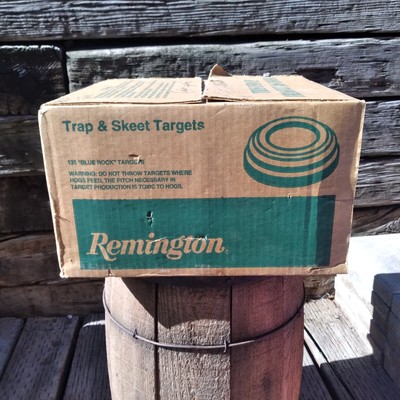 Trap & Skeet Targets
135 "BLUE ROCK" TARGETS
WARNING: DO NOT THROW TARGETS WHERE
HOGS FEED, THE PITCH NECESSARY IN
TARGET PRODUCTION IS TOXIC TO HOGS.
Remington